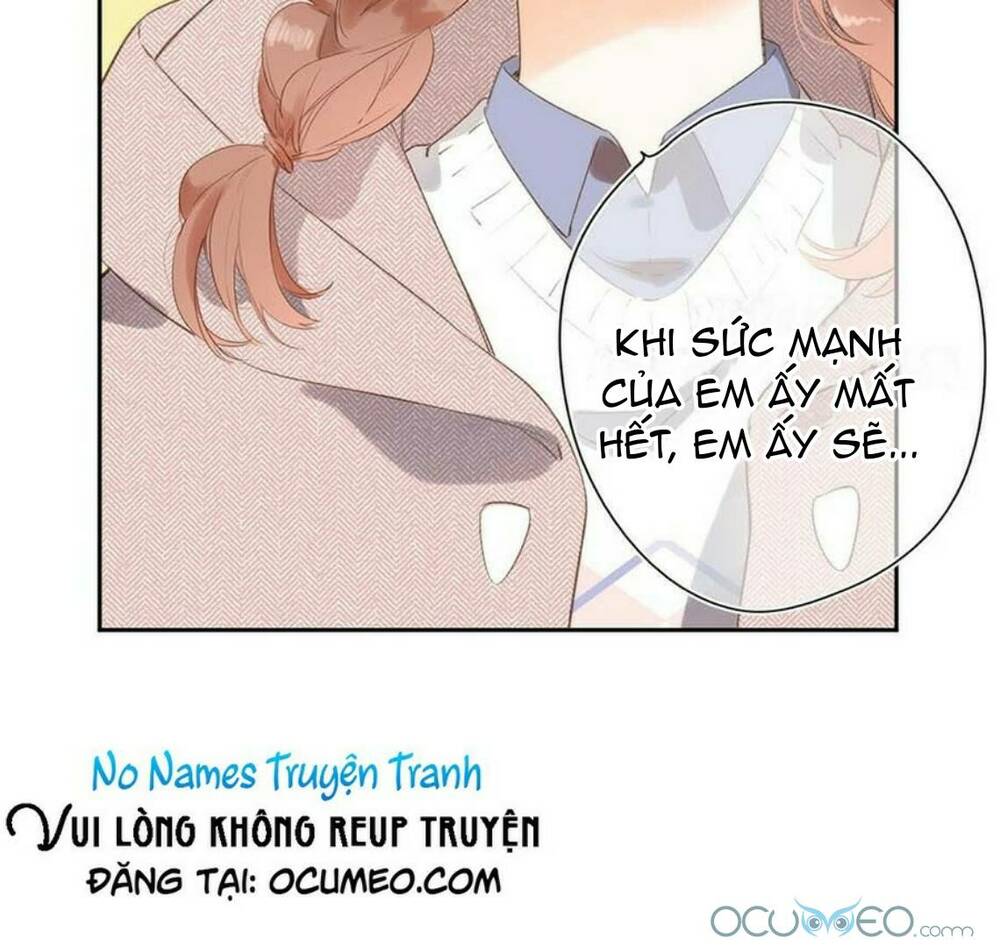 KHI SỨC MẠNH
CỦA EM ẤY MẤT
HẾT, EM ẤY SẼ...
No Names Truyện Tranh
VUI LÒNG KHÔNG REUP TRUYỆN
ĐĂNG TẠI: OCUMEO.COM
OCUMEO.com